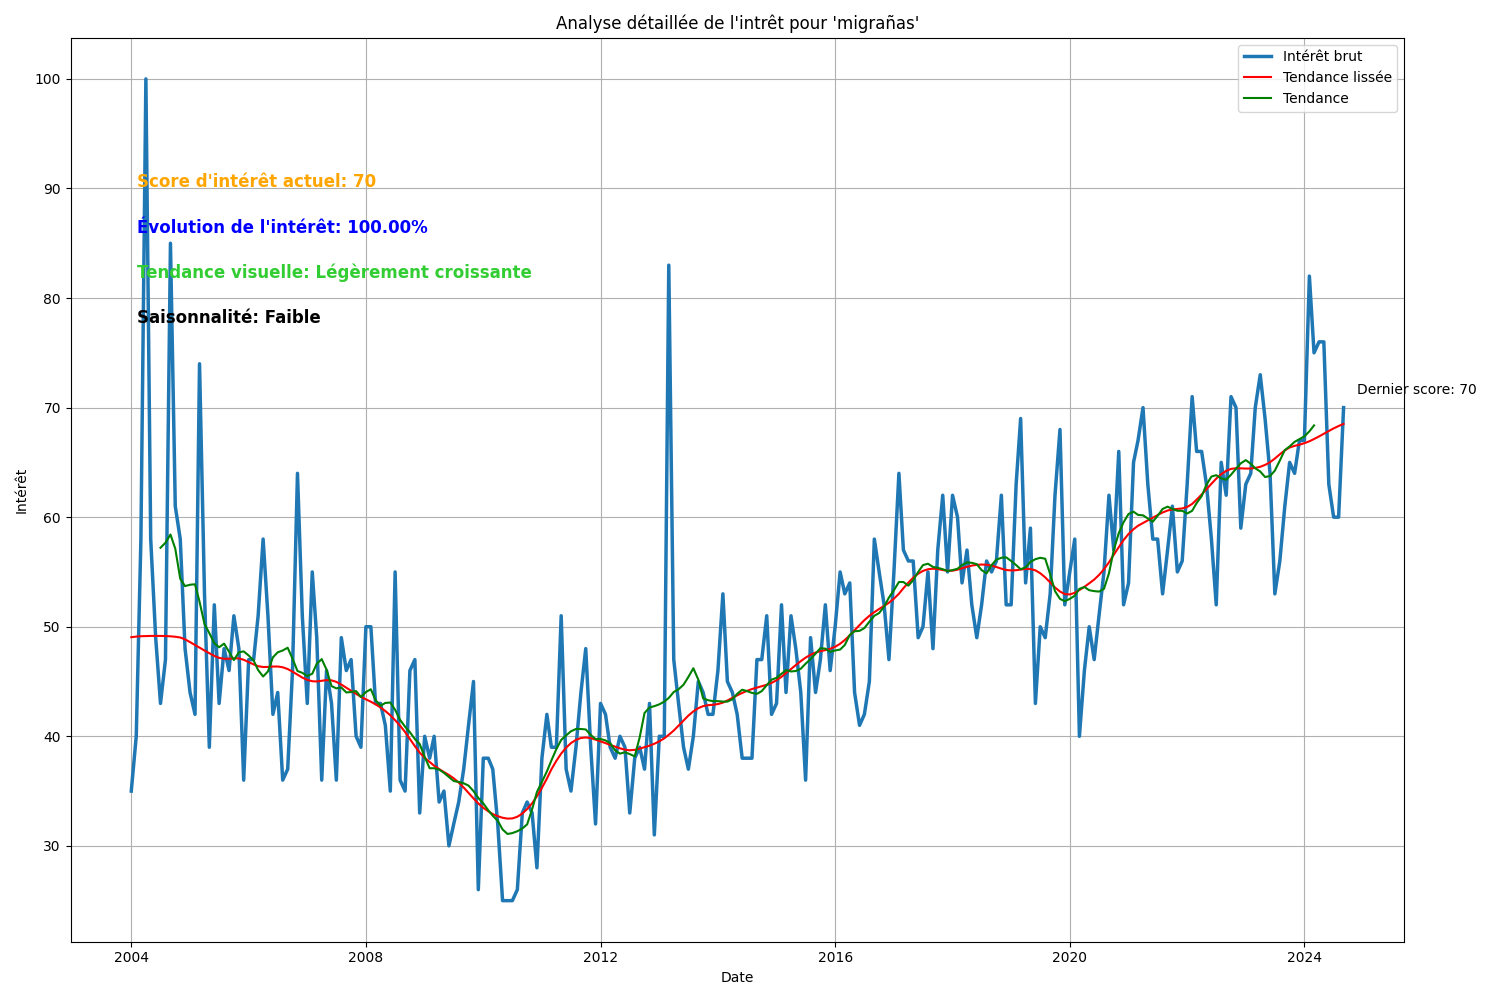 Analyse détaillée de l'intrêt pour 'migrañas'
Intérêt brut
Tendance lissée
Tendance
Score d'intérêt actuel: 70
Évolution de l'intérêt: 100.00%
Tendance visuelle: Légèrement croissante
Saisonnalité: Faible
Dernier score: 70
Intérêt
100
90
80
70
60
50
40
30
2004
2008
2012
2016
2020
2024
Date